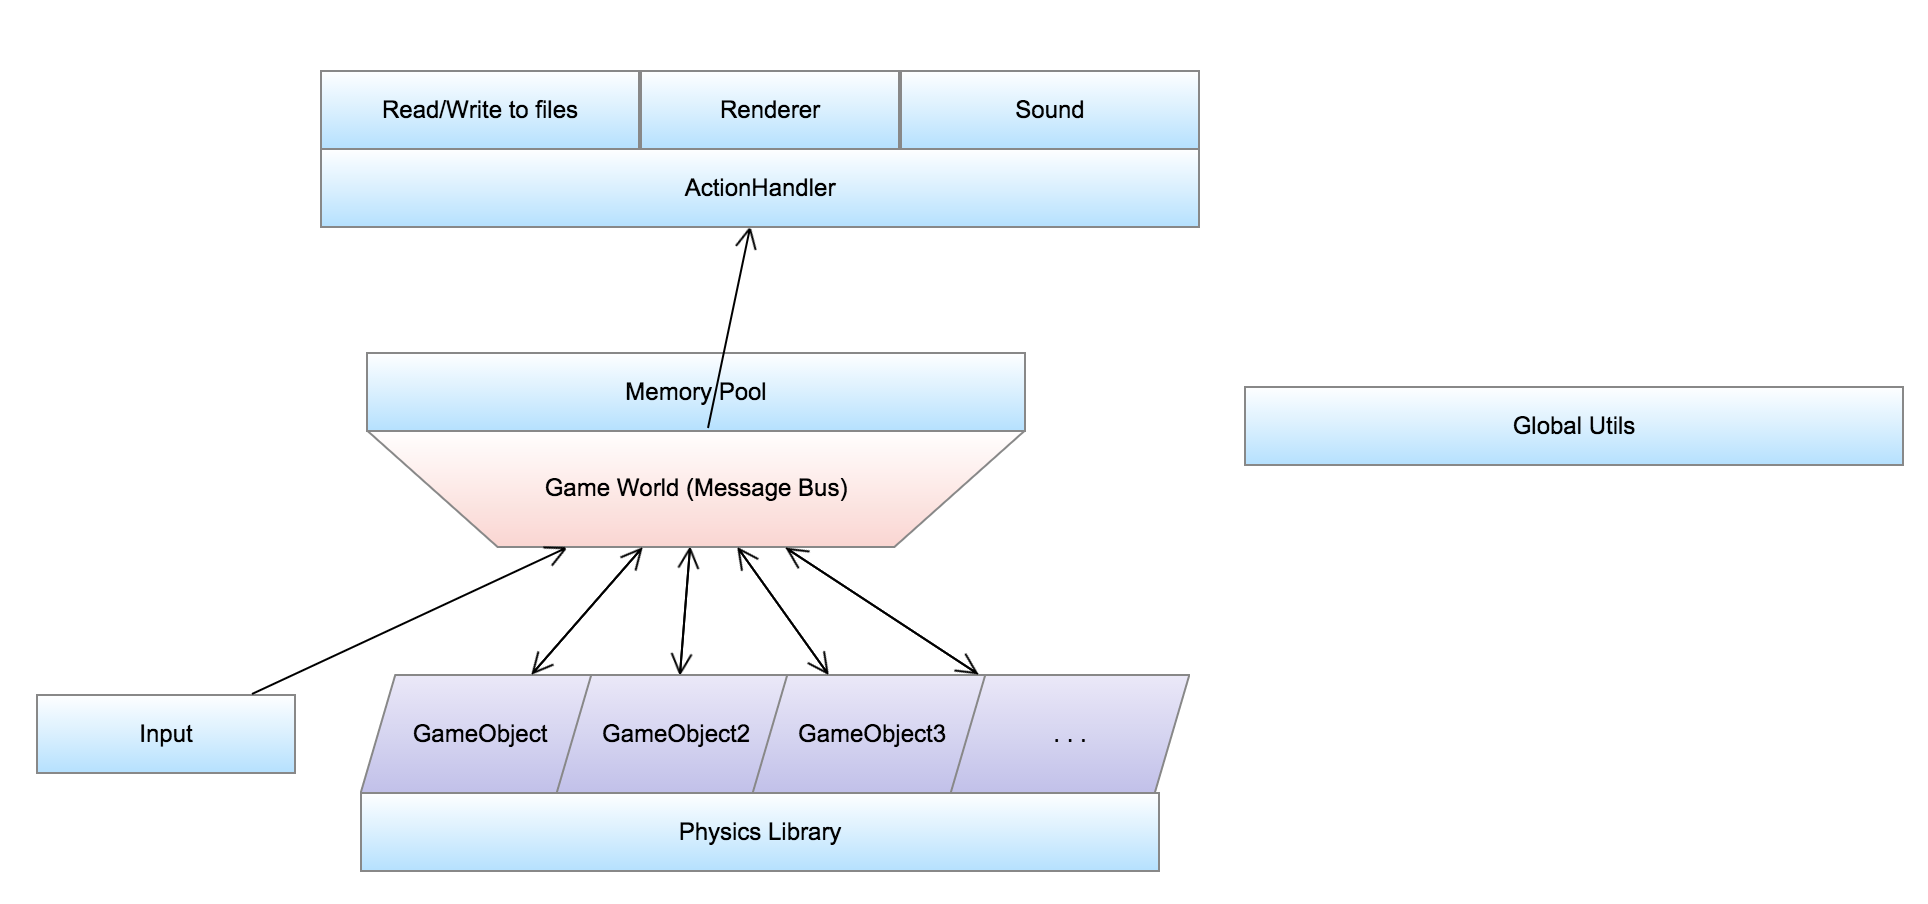 Read/Write to files
Renderer
Sound
ActionHandler
Memory Pool
Global Utils
Game World (Message Bus)
Input
GameObject
GameObject2
GameObject3
. . .
Physics Library